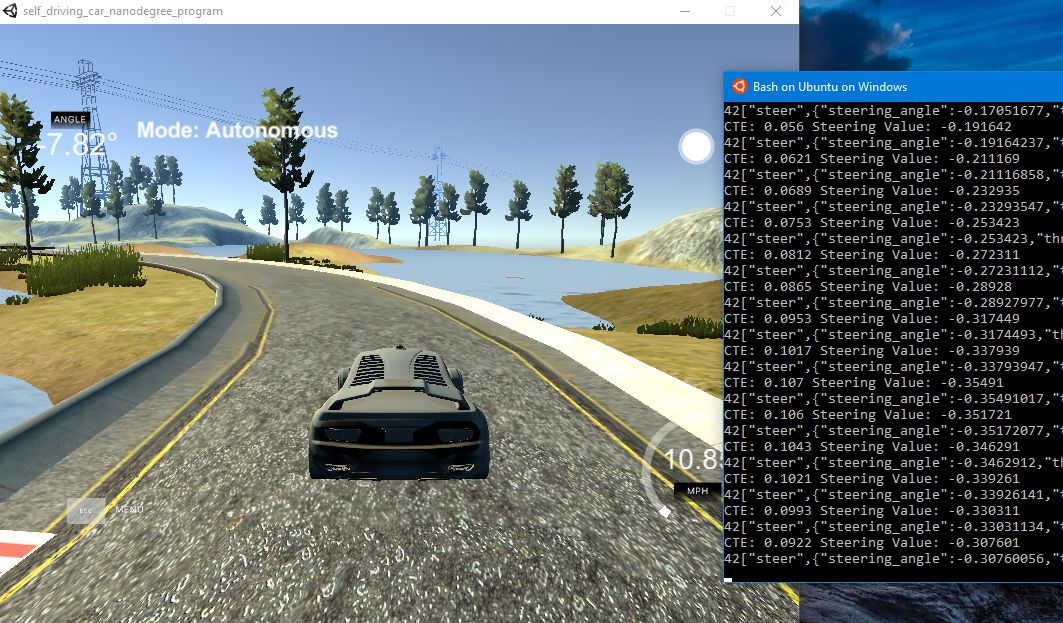 self_driving_car_nanodegree_program
ANGLE
-7.82°
Mode: Autonomous
10.8
MPH
ESC
MENU
Bash on Ubuntu on Windows
42["steer",{"steering_angle":-0.17051677,"
CTE: 0.056 Steering Value: -0.191642
42["steer",{"steering_angle":-0.19164237,"t
CTE: 0.0621 Steering Value: -0.211169
42["steer",{"steering_angle":-0.21116858,"t
CTE: 0.0689 Steering Value: -0.232935
42["steer",{"steering_angle":-0.23293547,"t
CTE: 0.0753 Steering Value: -0.253423
42["steer",{"steering_angle":-0.253423,"thr
CTE: 0.0812 Steering Value: -0.272311
42["steer",{"steering_angle":-0.27231112,"t
CTE: 0.0865 Steering Value: -0.28928
42["steer",{"steering_angle":-0.28927977,"t
CTE: 0.0953 Steering Value: -0.317449
42["steer",{"steering_angle":-0.3174493,"th
CTE: 0.1017 Steering Value: -0.337939
42["steer",{"steering_angle":-0.33793947,"t
CTE: 0.107 Steering Value: -0.35491
42["steer",{"steering_angle":-0.35491017,"t
CTE: 0.106 Steering Value: -0.351721
42["steer",{"steering_angle":-0.35172077,"t
CTE: 0.1043 Steering Value: -0.346291
42["steer",{"steering_angle":-0.3462912,"th
CTE: 0.1021 Steering Value: -0.339261
42["steer",{"steering_angle":-0.33926141,"t
CTE: 0.0993 Steering Value: -0.330311
42["steer",{"steering_angle":-0.33031134,"t
CTE: 0.0922 Steering Value: -0.307601
42["steer",{"steering_angle":-0.30760056,"t